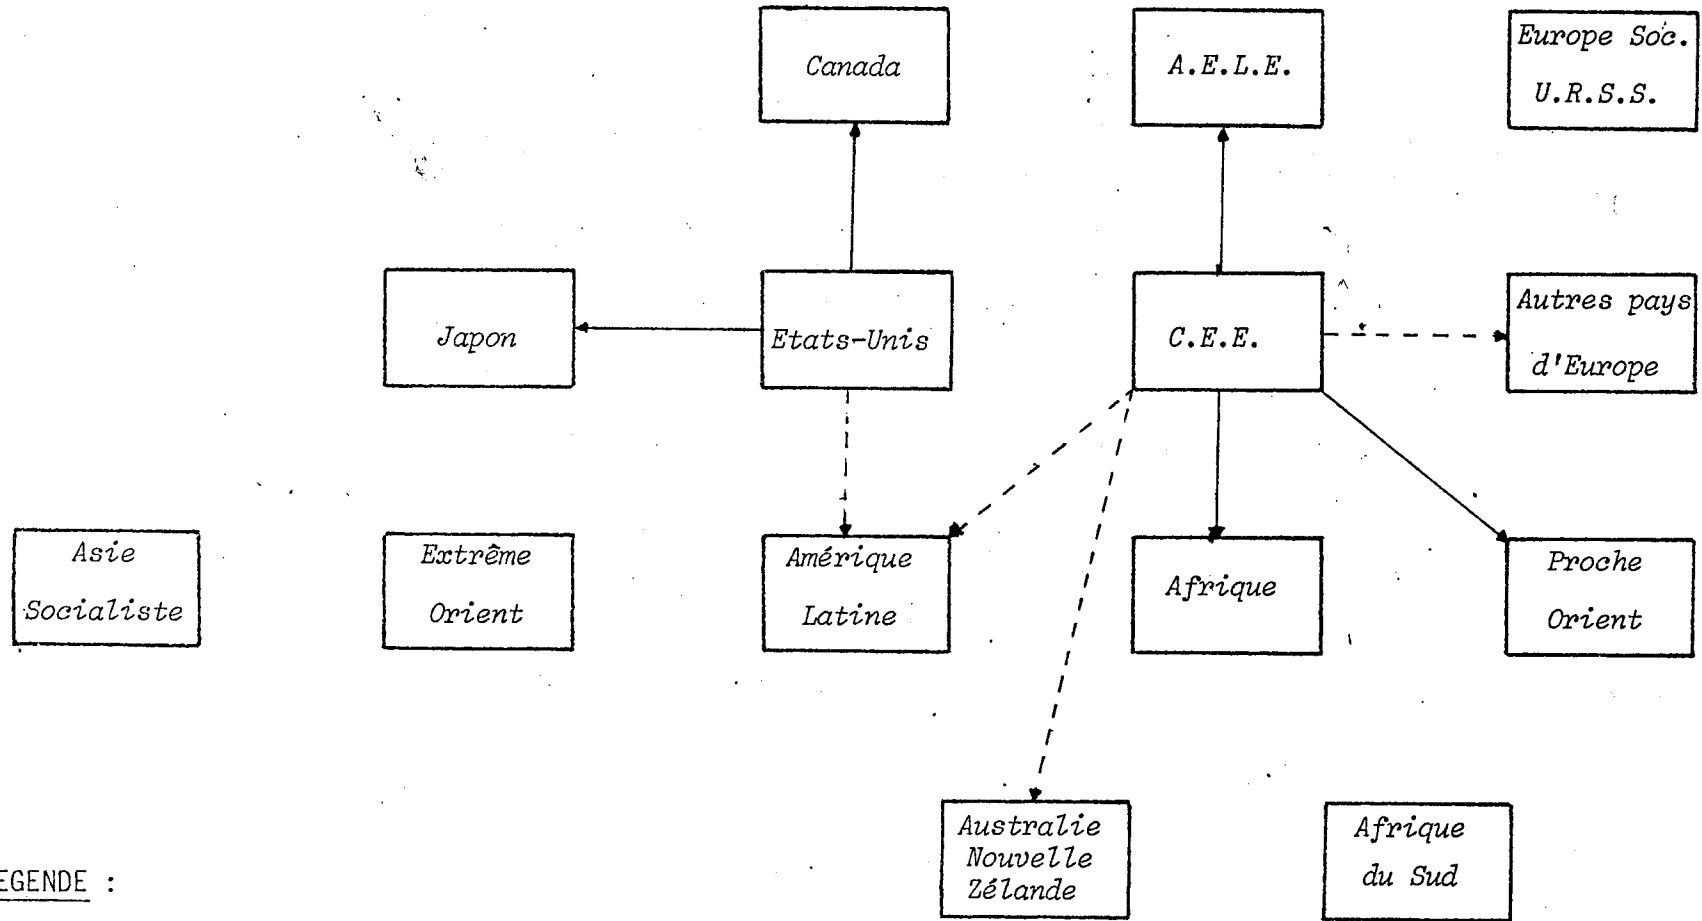 Canada
A.E.L.E.
Europe Soc.
U.R.S.S.
Japon
Etats-Unis
C.E.E.
Autres pays
d'Europe
Asie
Socialiste
Extrême
Orient
Amérique
Latine
Afrique
Proche
Orient
Australie
Nouvelle
Zélande
Afrique
du Sud
EGENDE :